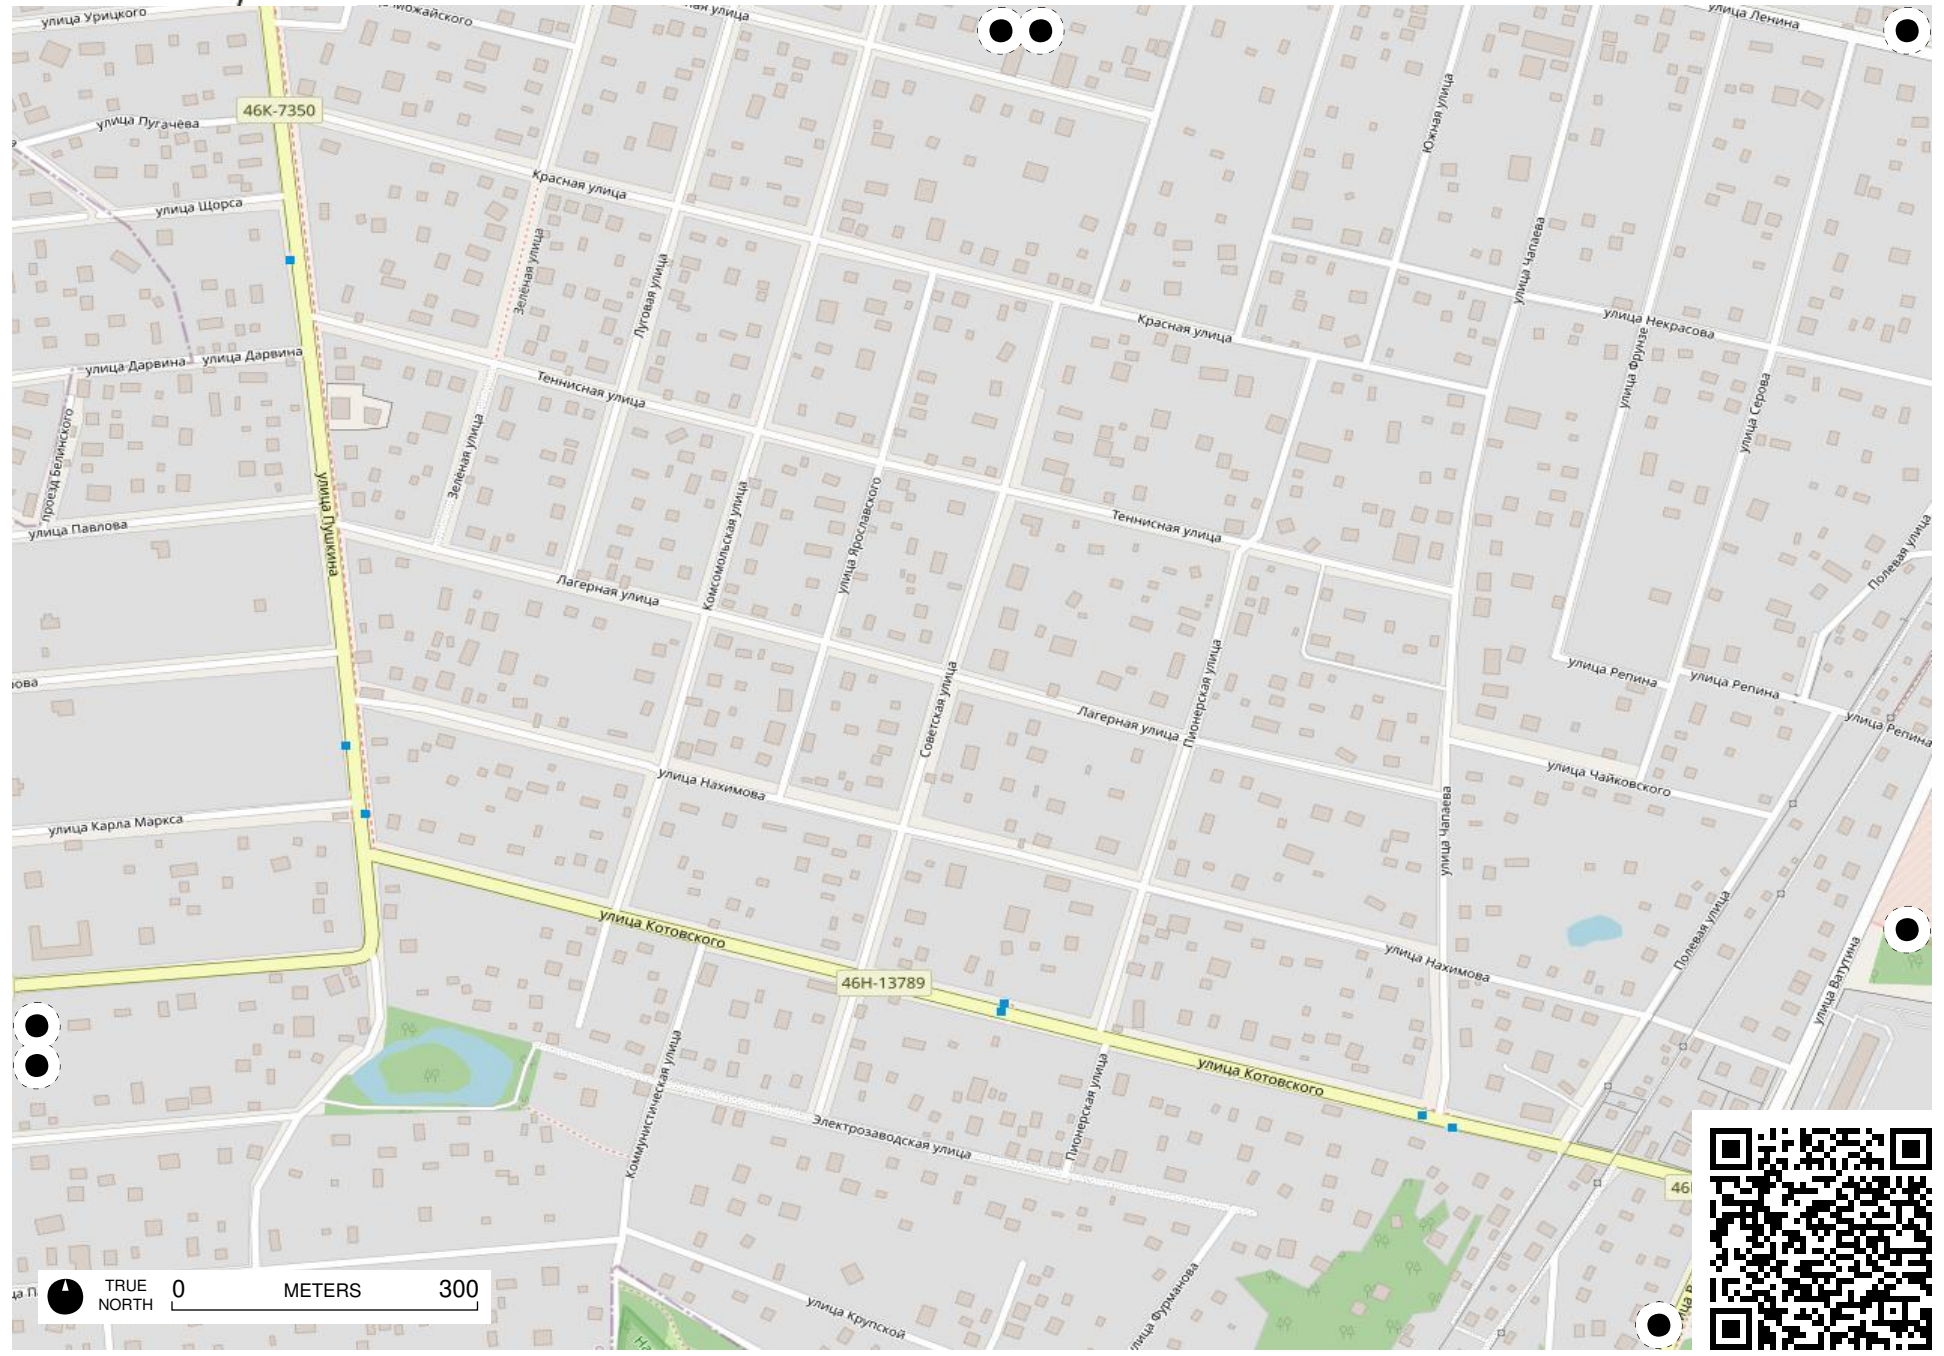 улица Урицкого
Можайского
ная улица
улица Ленина
46К-7350
улица Пугачёва
Южная улица
Красная улица
улица Щорса
Зелёная улица
Луговая улица
улица Чапаева
Красная улица
улица Некрасова
улица Фрунзе
улица Дарвина
улица Дарвина
Теннисная улица
улица Серова
проезд Белинского
Зелёная улица
улица Пушкина
Комсомольская улица
улица Ярославского
Теннисная улица
улица Павлова
Полевая улица
Лагерная улица
Пионерская улица
улица Репина
улица Репина
улица Репина
ова
Советская улица
Лагерная улица
улица Нахимова
улица Чайковского
улица Карла Маркса
улица Чапаева
улица Котовского
46Н-13789
улица Нахимова
Полевая улица
улица Ватутина
Коммунистическая улица
улица Котовского
Пионерская улица
Электрозаводская улица
46
улица Крупской
улица Фурманова
TRUE NORTH
0 METERS 300